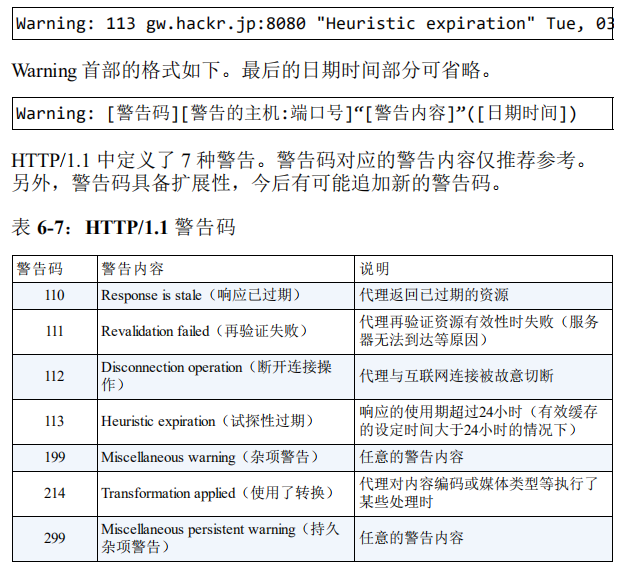 Warning: 113 gw.hackr.jp:8080 "Heuristic expiration" Tue, 03
Warning 首部的格式如下。最后的日期时间部分可省略。
Warning: [警告码][警告的主机:端口号]“[警告内容]”([日期时间])
HTTP/1.1 中定义了 7 种警告。警告码对应的警告内容仅推荐参考。
另外，警告码具备扩展性，今后有可能追加新的警告码。
表 6-7：HTTP/1.1 警告码
警告码 警告内容 说明
110 Response is stale（响应已过期） 代理返回已过期的资源
111 Revalidation failed（再验证失败） 代理再验证资源有效性时失败（服务
器无法到达等原因）
112 Disconnection operation（断开连接操
作） 代理与互联网连接被故意切断
113 Heuristic expiration（试探性过期） 响应的使用期超过24小时（有效缓存
的设定时间大于24小时的情况下）
199 Miscellaneous warning（杂项警告） 任意的警告内容
214 Transformation applied（使用了转换） 代理对内容编码或媒体类型等执行了
某些处理时
299 Miscellaneous persistent warning（持久
杂项警告） 任意的警告内容